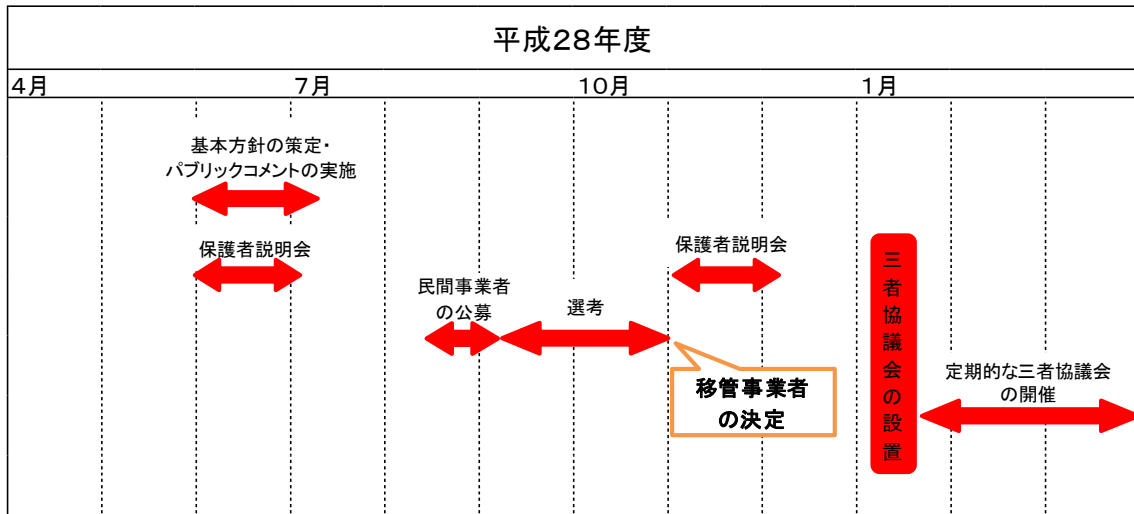 平成28年度
4月
7月
10月
1月
基本方針の策定・
パブリックコメントの実施
保護者説明会
民間事業者
の公募
選考
保護者説明会
移管事業者
の決定
三者協議会の設置
定期的な三者協議会
の開催